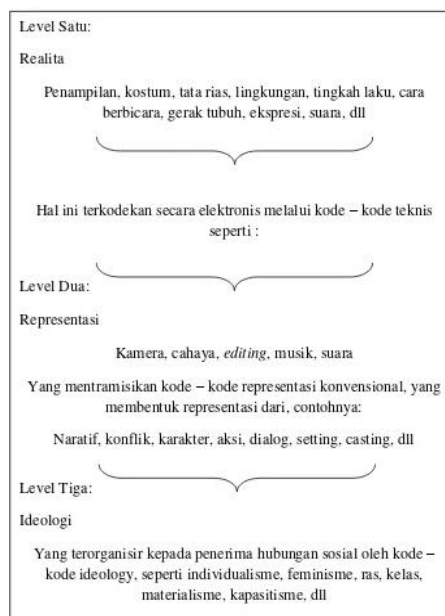 Level Satu:
Realita
Penampilan, kostum, tata rias, lingkungan, tingkah laku, cara
berbicara, gerak tubuh, ekspresi, suara, dll
Hal ini terkodekan secara elektronis melalui kode – kode teknis
seperti :
Level Dua:
Representasi
Kamera, cahaya, editing, musik, suara
Yang mentramisikan kode – kode representasi konvensional, yang
membentuk representasi dari, contohnya:
Naratif, konflik, karakter, aksi, dialog, setting, casting, dll
Level Tiga:
Ideologi
Yang terorganisir kepada penerima hubungan sosial oleh kode –
kode ideology, seperti individualisme, feminisme, ras, kelas,
materialisme, kapasitisme, dll